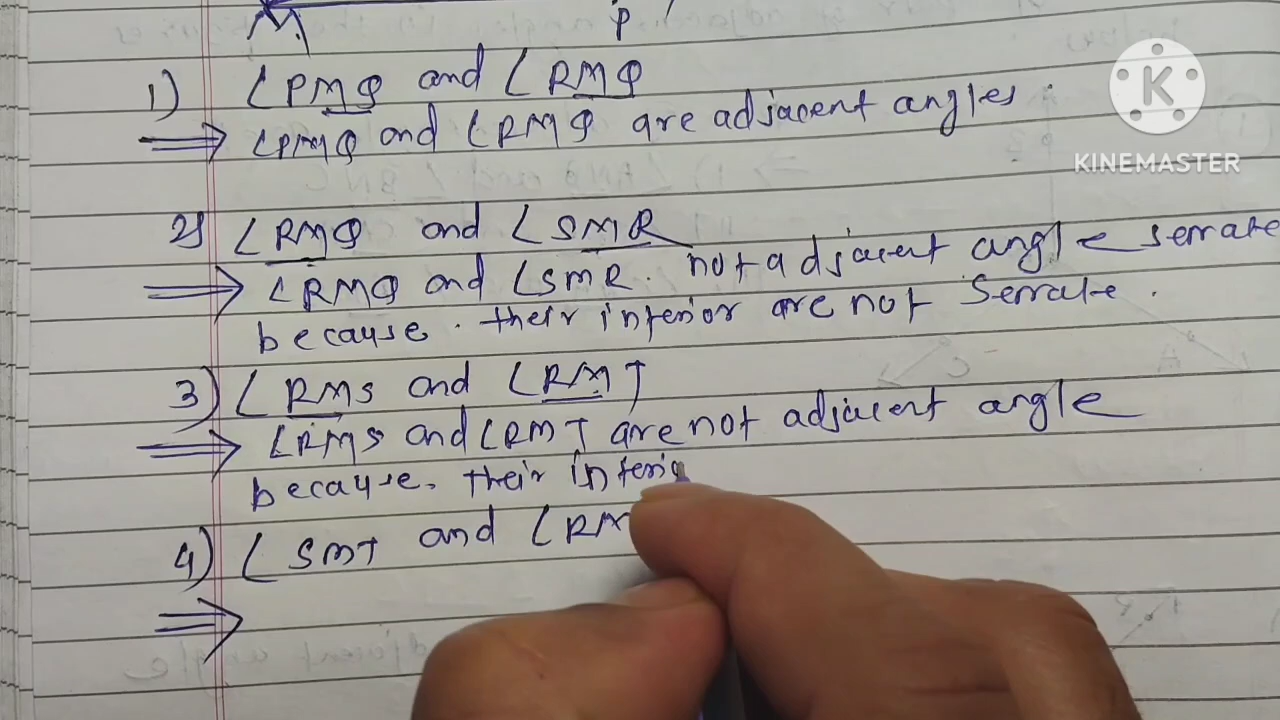 M P
1) ∠PMQ and ∠RMQ
⇒ ∠PMQ and ∠RMQ are adjacent angles.
2) ∠RMQ and ∠SMR
⇒ ∠RMQ and ∠SMR. not adjacent angle serrate
because. their interior are not Serrate.
3) ∠RMS and ∠RMT
⇒ ∠RMS and ∠RMT are not adjacent angle
because. their interio
4) ∠SMT and ∠RM
⇒
K
KINEMASTER